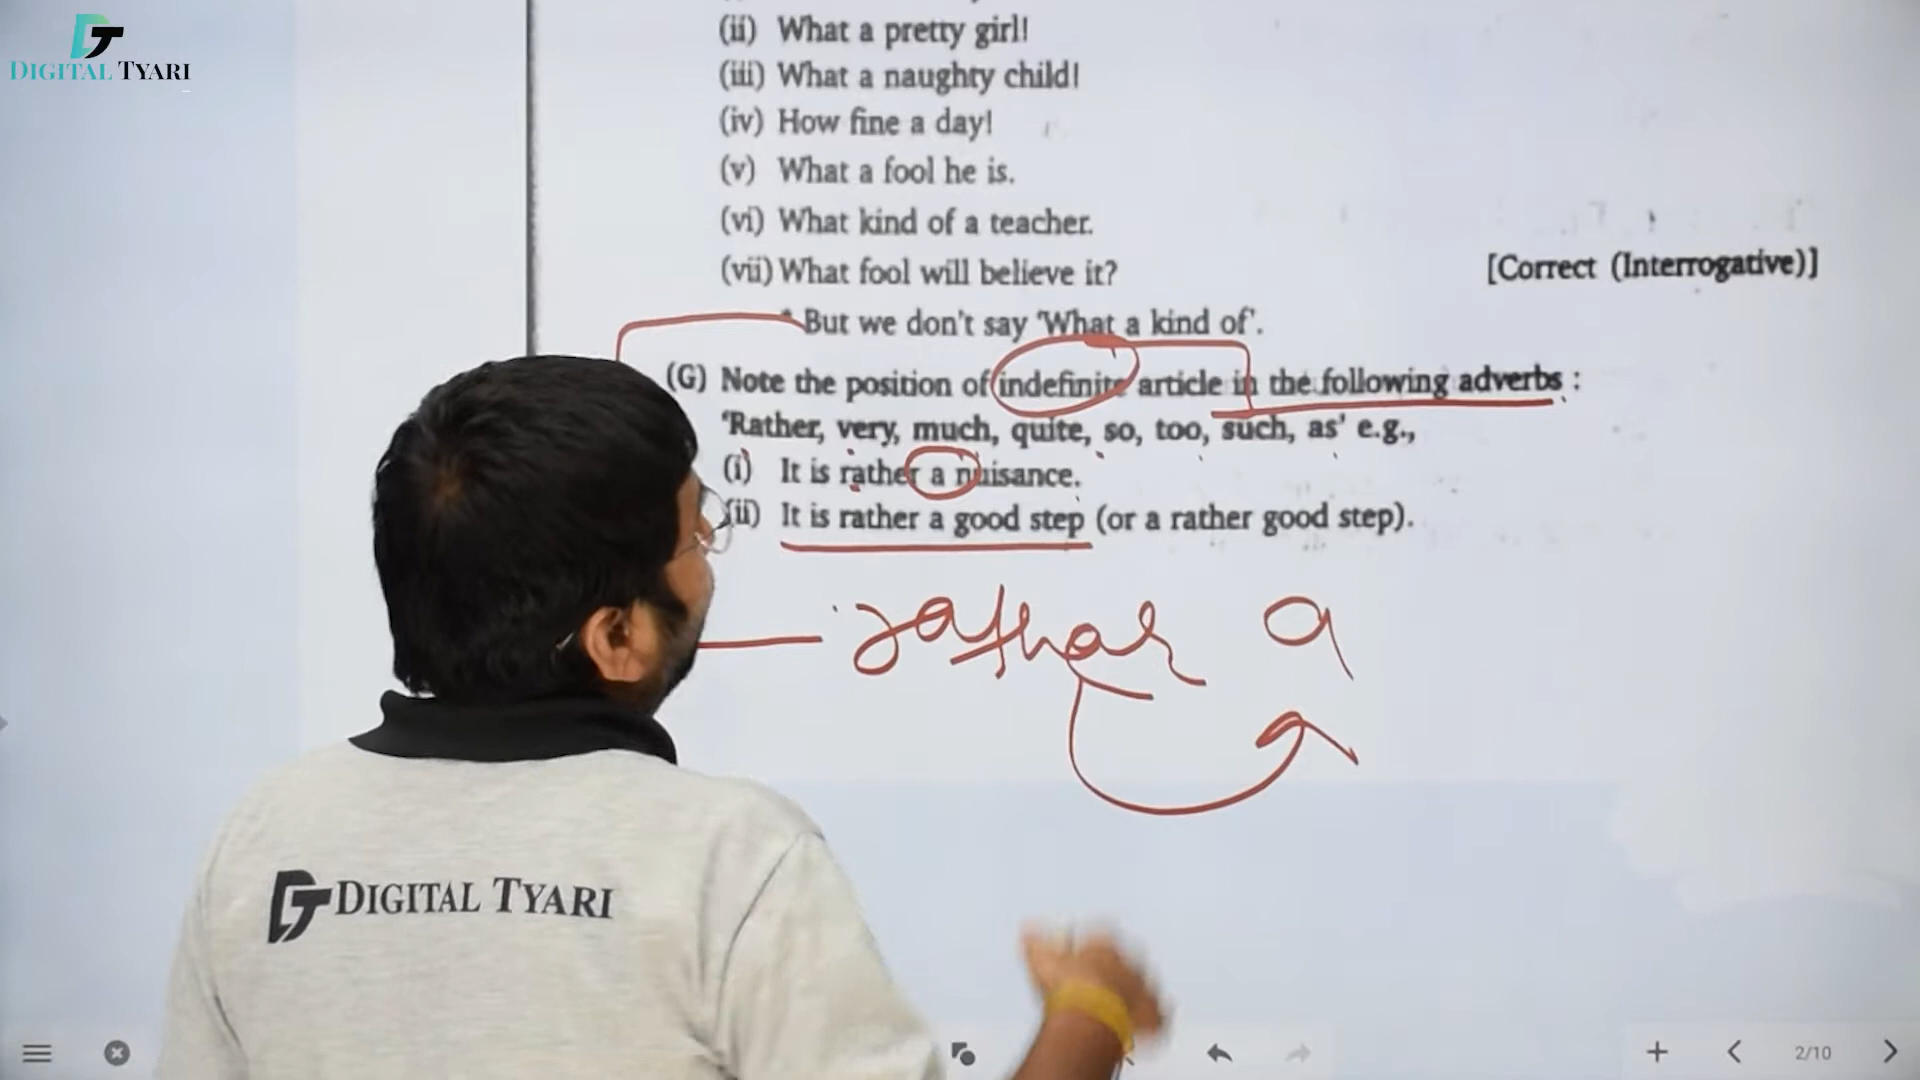 DIGITAL TYARI
(ii) What a pretty girl!
(iii) What a naughty child!
(iv) How fine a day!
(v) What a fool he is.
(vi) What kind of a teacher.
(vii) What fool will believe it? [Correct (Interrogative)]
* But we don't say 'What a kind of'.
(G) Note the position of indefinite article in the following adverbs :
'Rather, very, much, quite, so, too, such, as' e.g.,
(i) It is rather a nuisance.
(ii) It is rather a good step (or a rather good step).
rather a
DIGITAL TYARI
2/10